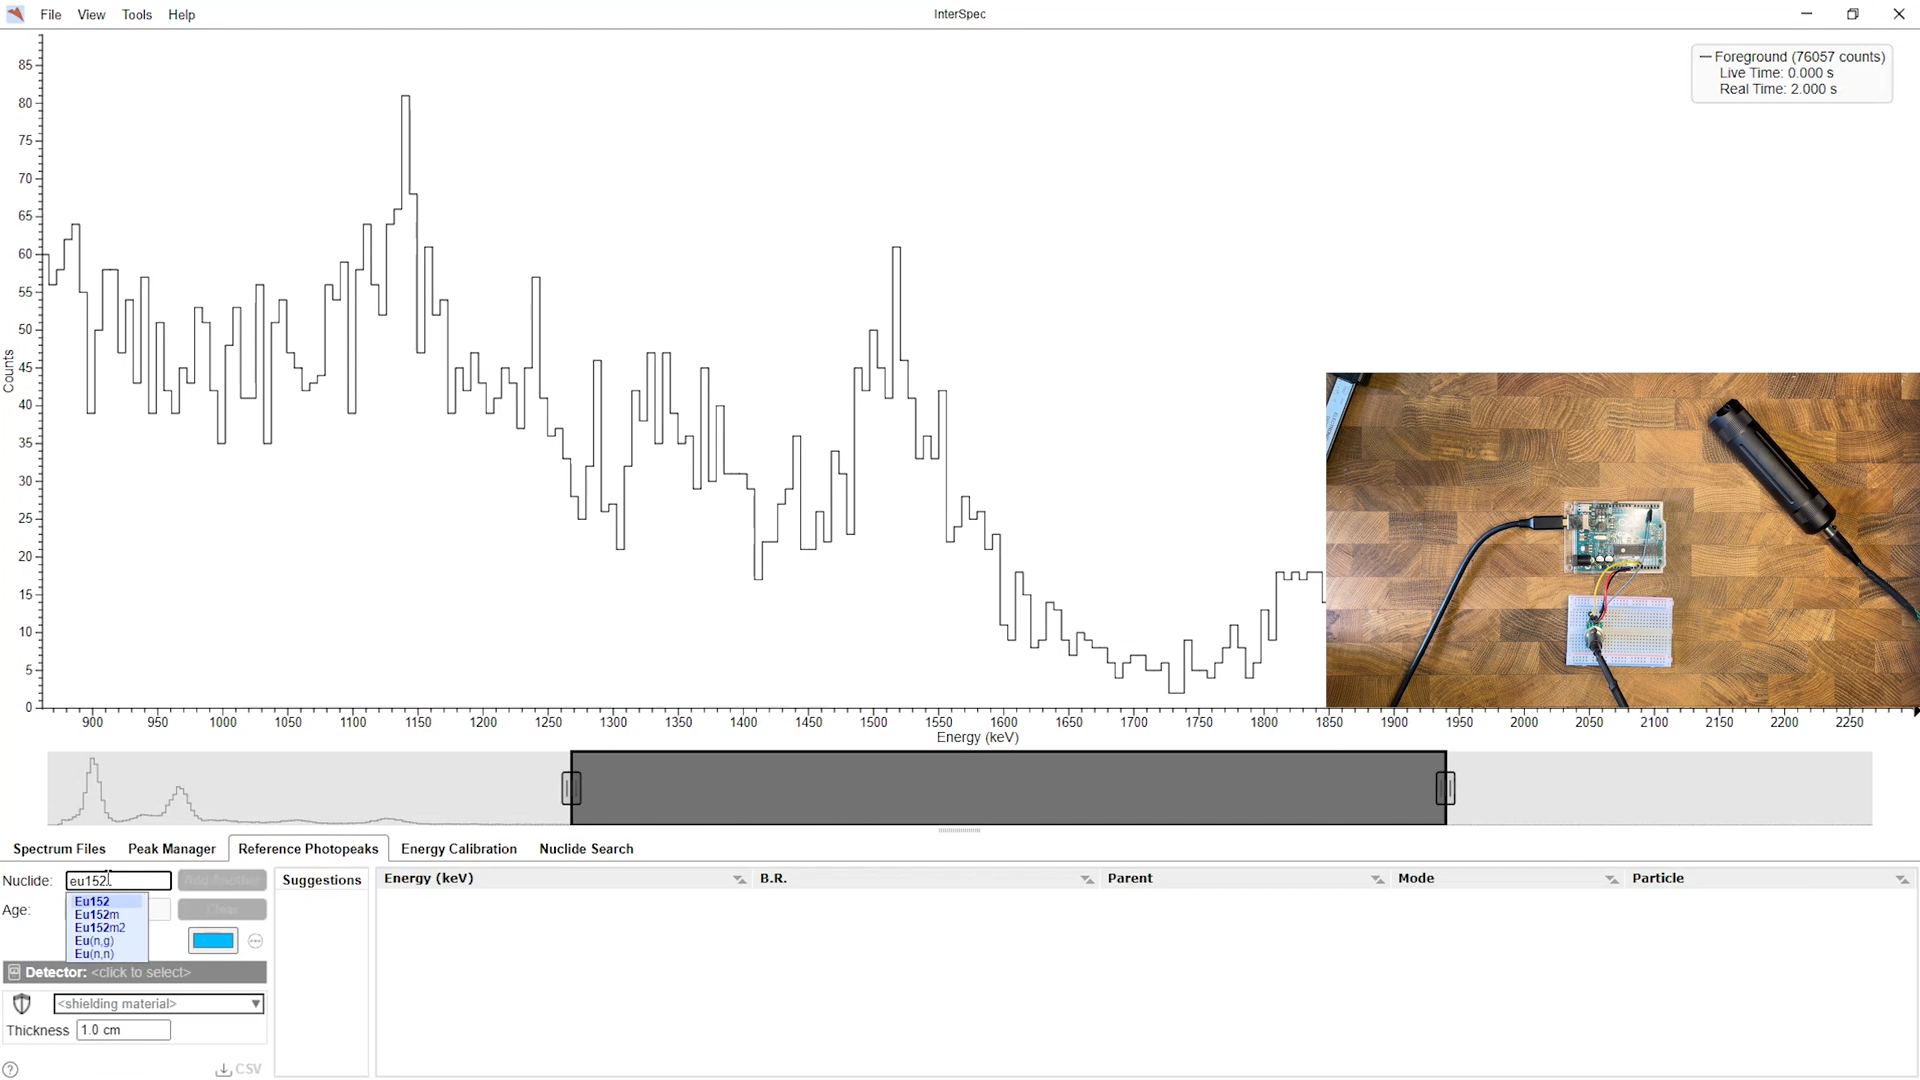 File View Tools Help
InterSpec
Foreground (76057 counts)
Live Time: 0.000 s
Real Time: 2.000 s
85
80
75
70
65
60
55
50
45
40
35
30
25
20
15
10
5
0
Counts
900 950 1000 1050 1100 1150 1200 1250 1300 1350 1400 1450 1500 1550 1600 1650 1700 1750 1800 1850 1900 1950 2000 2050 2100 2150 2200 2250
Energy (keV)
Spectrum Files Peak Manager Reference Photopeaks Energy Calibration Nuclide Search
Nuclide: eu152 Add Another
Age: Clear
Eu152
Eu152m
Eu152m2
Eu(n,g)
Eu(n,n)
Detector: <click to select>
<shielding material>
Thickness 1.0 cm
? CSV
Suggestions
Energy (keV) B.R. Parent Mode Particle